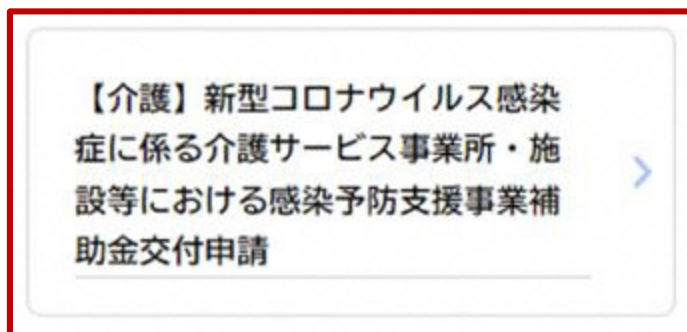 【介護】新型コロナウイルス感染
症に係る介護サービス事業所・施
設等における感染予防支援事業補
助金交付申請